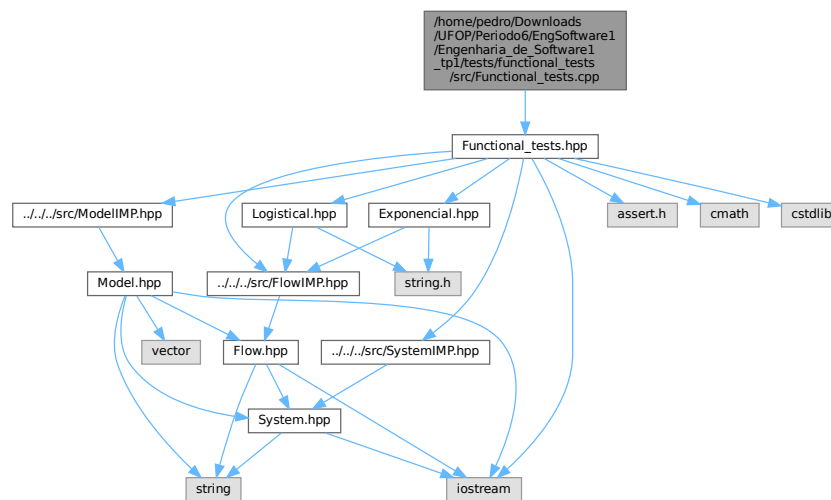 /home/pedro/Downloads
/UFOP/Periodo6/EngSoftware1
/Engenharia_de_Software1
_tp1/tests/functional_tests
/src/Functional_tests.cpp
Functional_tests.hpp
../../../src/ModelIMP.hpp
Logistical.hpp
Exponencial.hpp
assert.h
cmath
cstdlib
Model.hpp
../../../src/FlowIMP.hpp
string.h
vector
Flow.hpp
../../../src/SystemIMP.hpp
System.hpp
string
iostream